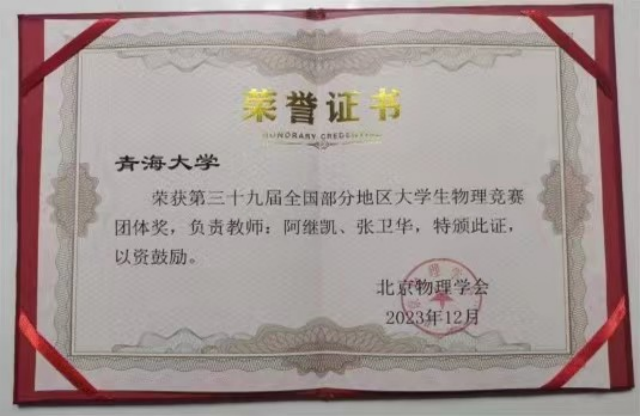 荣誉证书
HONORARY CREDENTIAL
青海大学
荣获第三十九届全国部分地区大学生物理竞赛
团体奖，负责教师：阿继凯、张卫华，特颁此证，
以资鼓励。
北京物理学会
2023年12月